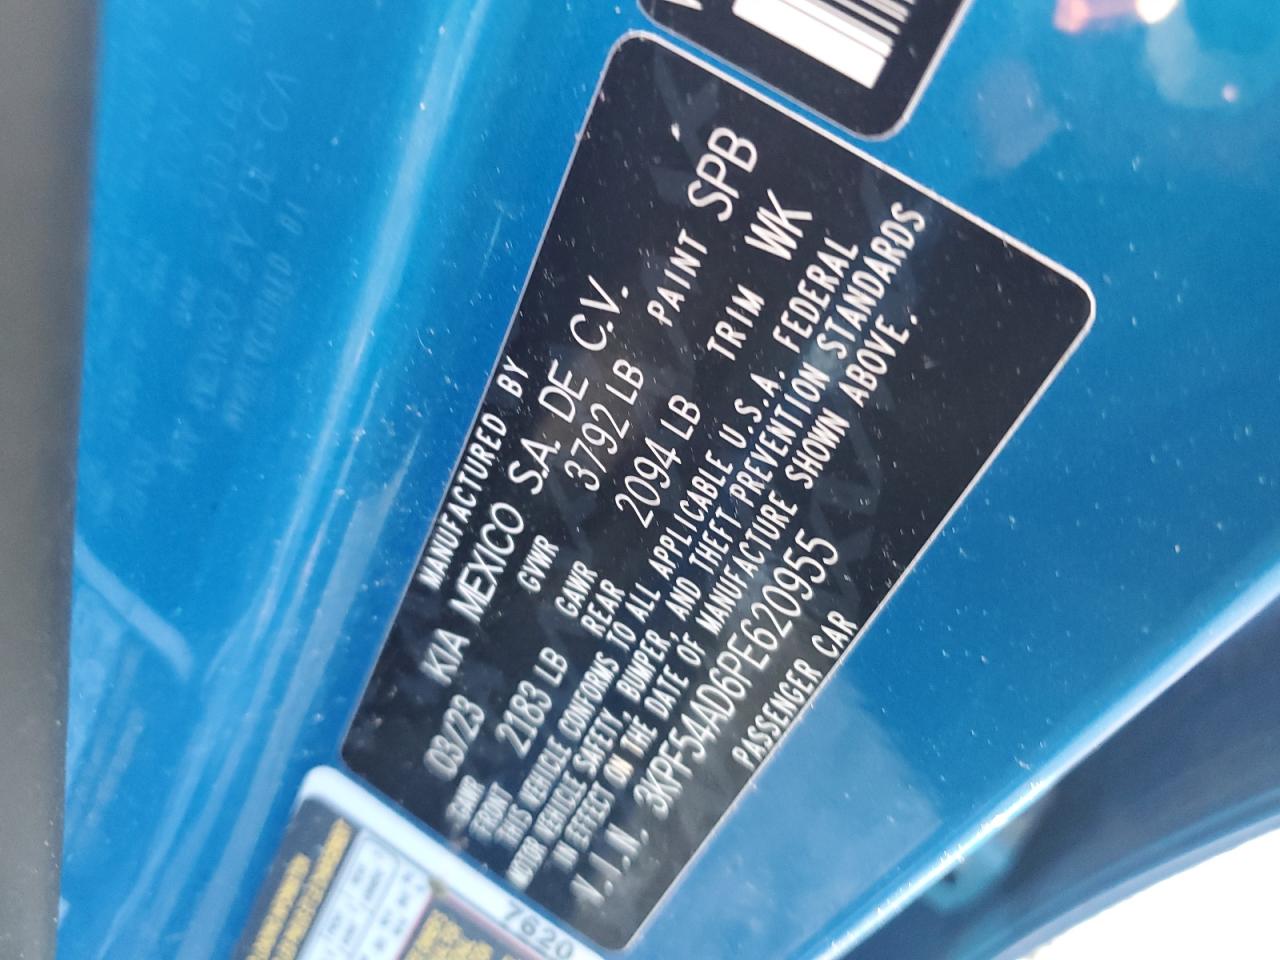 MANUFACTURED BY
03/23 KIA MEXICO S.A. DE C.V.
GVWR 3792 LB PAINT SPB
GAWR FRONT 2183 LB GAWR REAR 2094 LB TRIM WK
THIS VEHICLE CONFORMS TO ALL APPLICABLE U.S.A. FEDERAL
MOTOR VEHICLE SAFETY, BUMPER, AND THEFT PREVENTION STANDARDS
IN EFFECT ON THE DATE OF MANUFACTURE SHOWN ABOVE.
V.I.N. 3KPF54AD6PE620955
PASSENGER CAR
7620